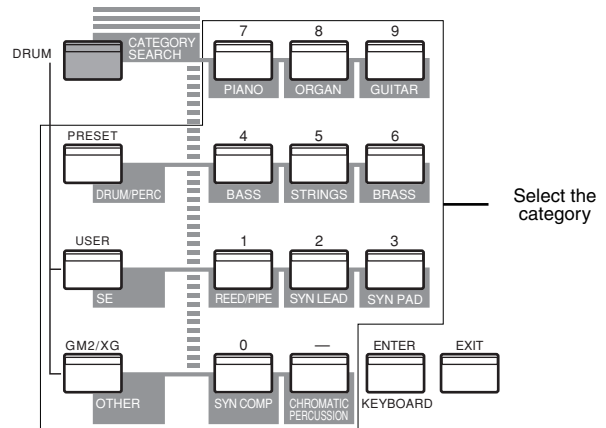 7 8 9
DRUM
CATEGORY
SEARCH
PIANO ORGAN GUITAR
PRESET 4 5 6
DRUM/PERC BASS STRINGS BRASS
Select the
category
USER 1 2 3
SE REED/PIPE SYN LEAD SYN PAD
GM2/XG 0 — ENTER EXIT
KEYBOARD
OTHER SYN COMP CHROMATIC
PERCUSSION